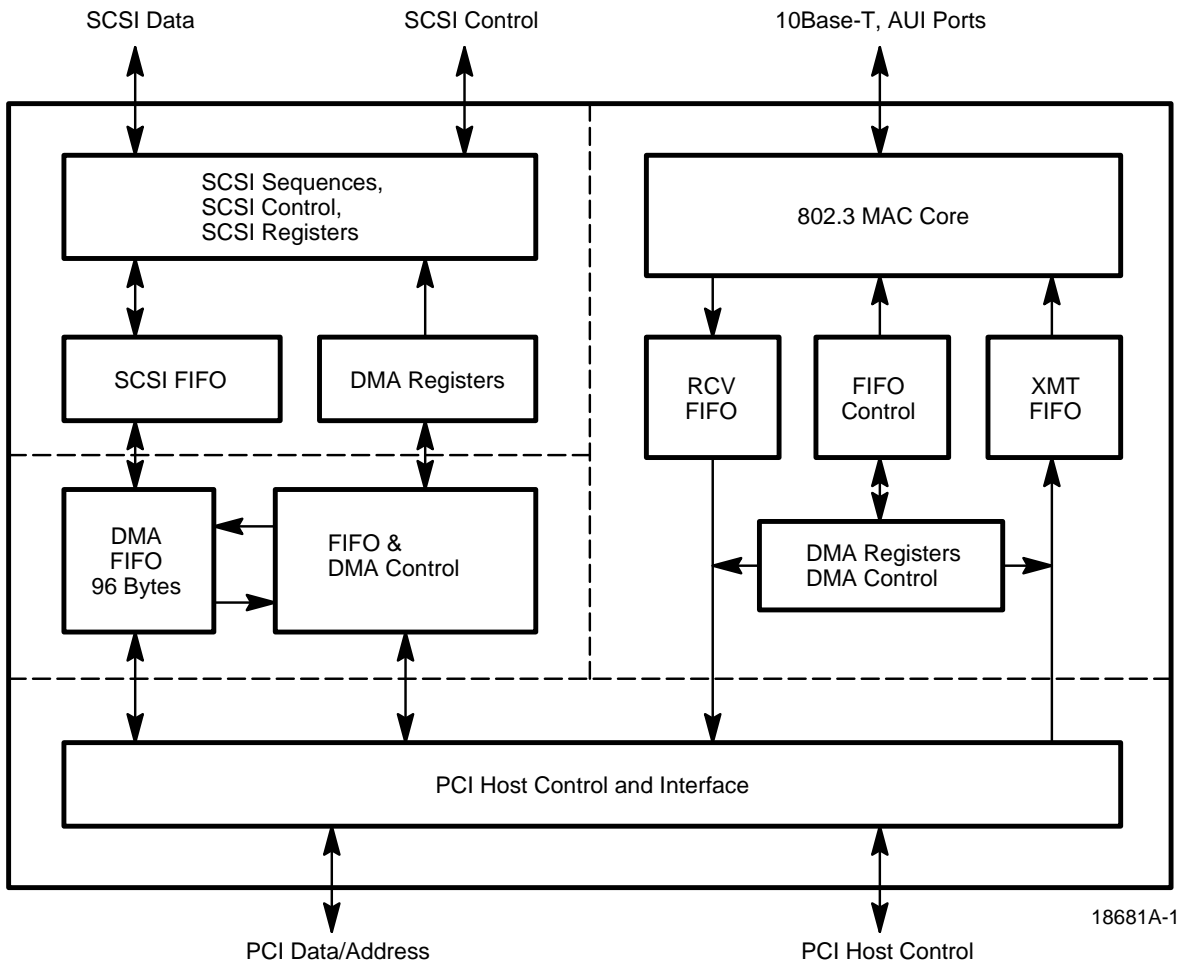 SCSI Data
SCSI Control
10Base-T, AUI Ports
SCSI Sequences,
SCSI Control,
SCSI Registers
802.3 MAC Core
SCSI FIFO
DMA Registers
RCV
FIFO
FIFO
Control
XMT
FIFO
DMA
FIFO
96 Bytes
FIFO &
DMA Control
DMA Registers
DMA Control
PCI Host Control and Interface
18681A-1
PCI Data/Address
PCI Host Control